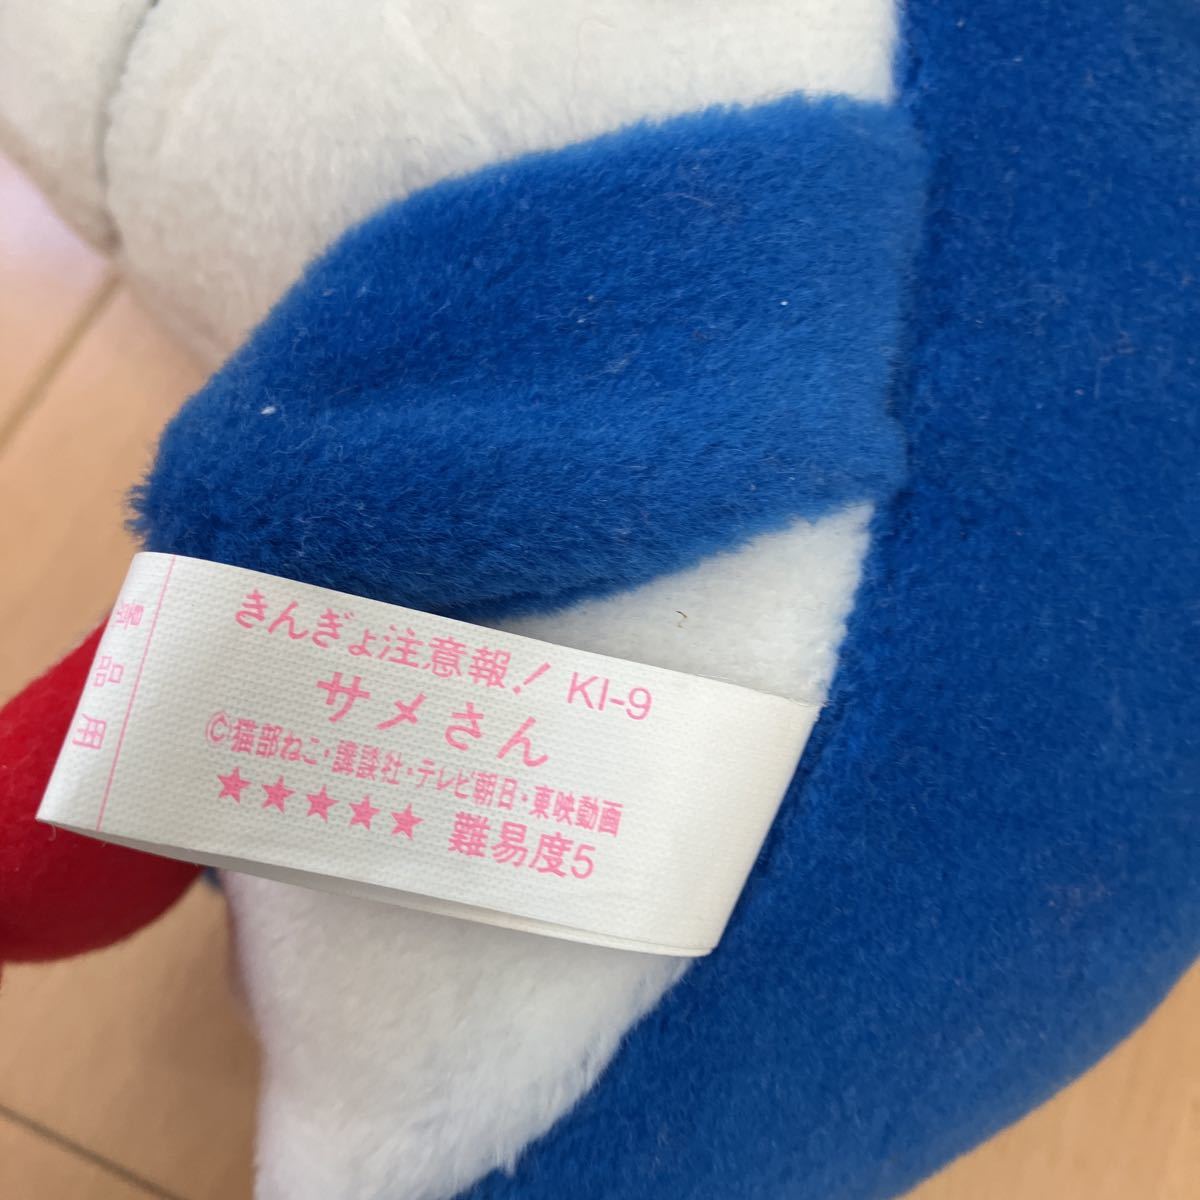 景品用
きんぎょ注意報! KI-9
サメさん
©猫部ねこ・講談社・テレビ朝日・東映動画
★★★★★ 難易度5